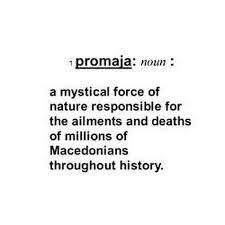 1 promaja: noun :
a mystical force of
nature responsible for
the ailments and deaths
of millions of
Macedonians
throughout history.